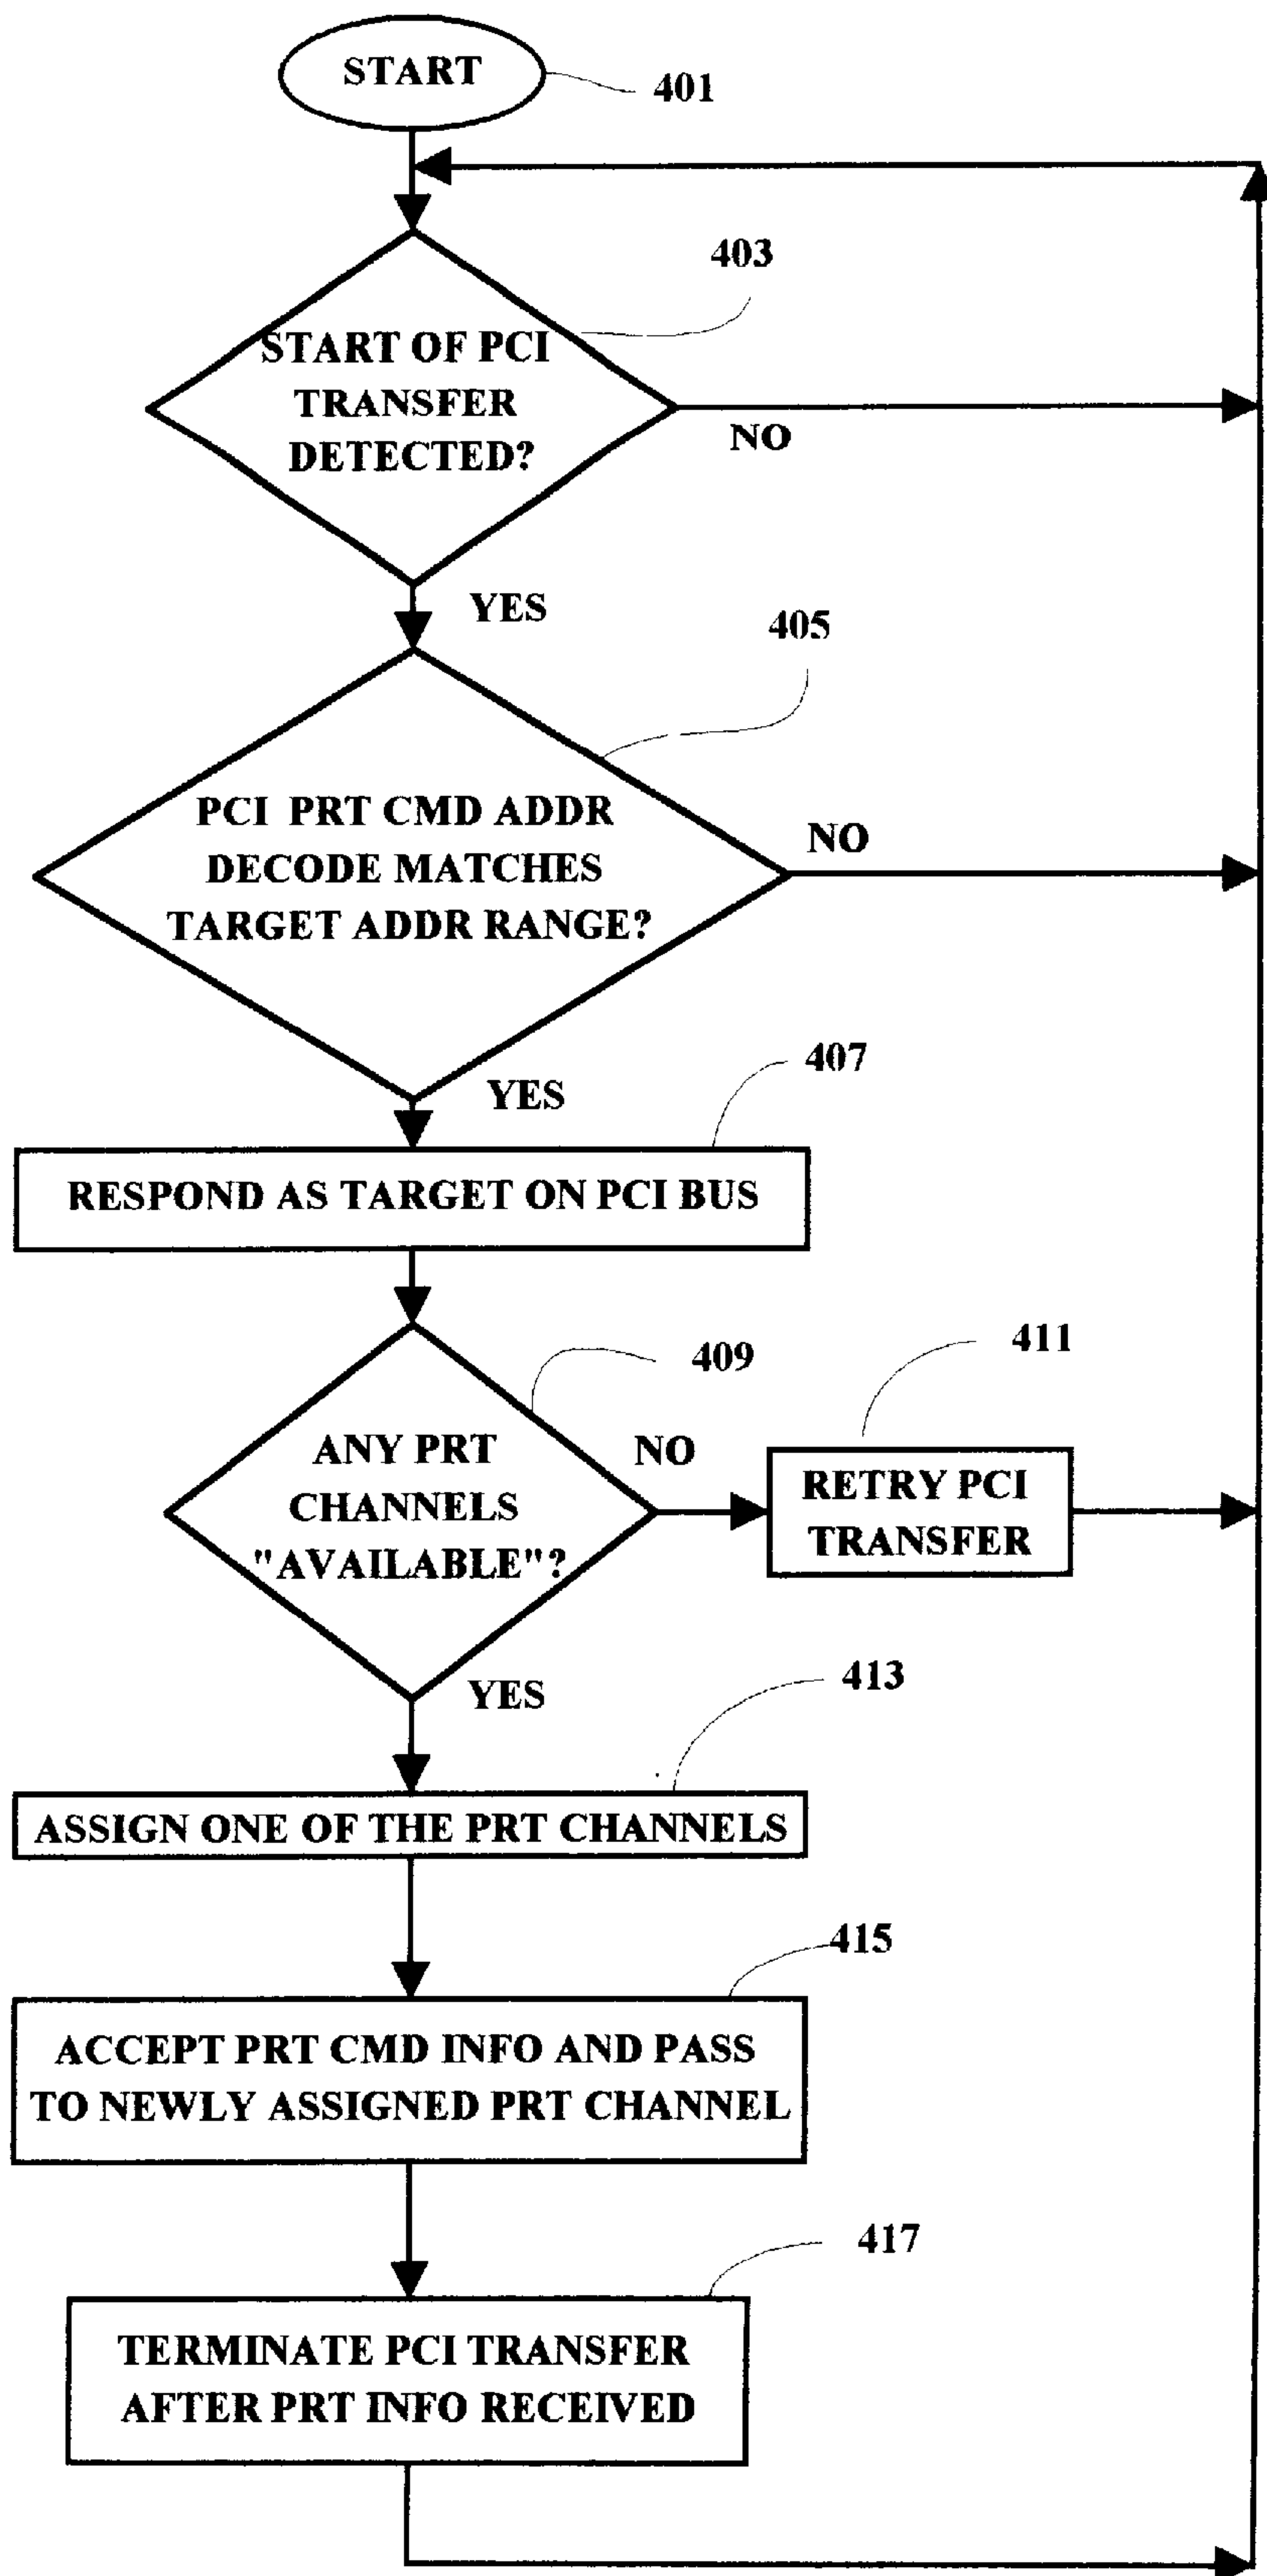 START
401
403
START OF PCI
TRANSFER
DETECTED?
NO
YES
405
PCI PRT CMD ADDR
DECODE MATCHES
TARGET ADDR RANGE?
NO
YES
407
RESPOND AS TARGET ON PCI BUS
409
411
ANY PRT
CHANNELS
"AVAILABLE"?
NO
RETRY PCI
TRANSFER
YES
413
ASSIGN ONE OF THE PRT CHANNELS
415
ACCEPT PRT CMD INFO AND PASS
TO NEWLY ASSIGNED PRT CHANNEL
417
TERMINATE PCI TRANSFER
AFTER PRT INFO RECEIVED